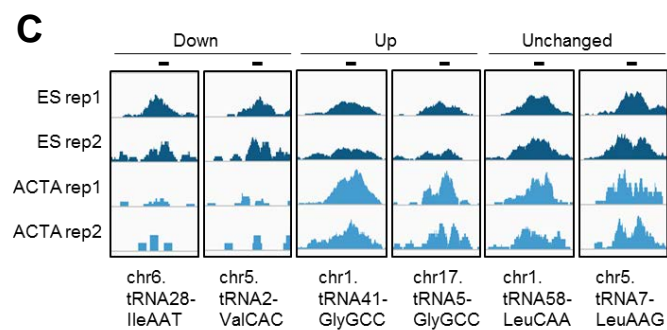 C
Down Up Unchanged
ES rep1
ES rep2
ACTA rep1
ACTA rep2
chr6. chr5. chr1. chr17. chr1. chr5.
tRNA28- tRNA2- tRNA41- tRNA5- tRNA58- tRNA7-
IleAAT ValCAC GlyGCC GlyGCC LeuCAA LeuAAG